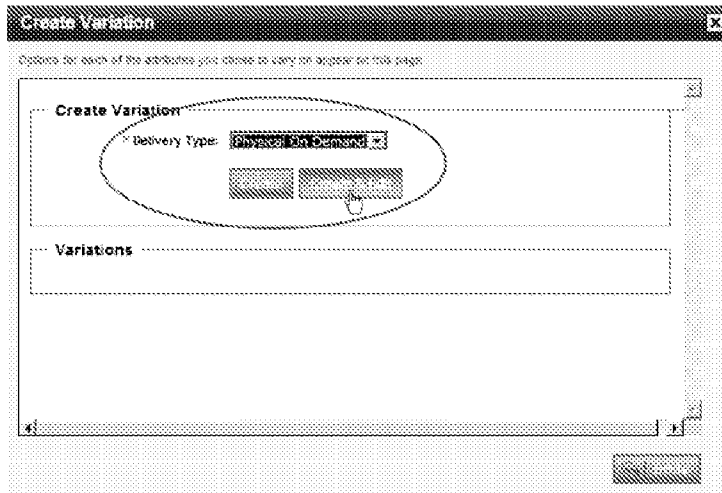 Create Variation
Options for each of the attributes you chose to vary on appear on this page
Create Variation
* Delivery Type: Physical On Demand
Variations